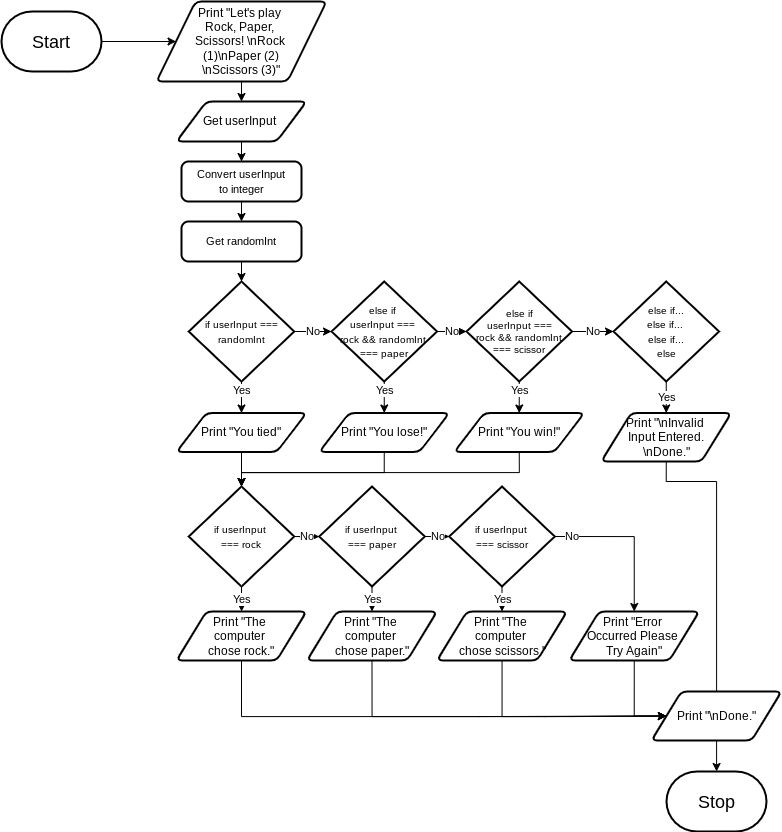 Start
Print "Let's play
Rock, Paper,
Scissors! \nRock
(1)\nPaper (2)
\nScissors (3)"
Get userInput
Convert userInput
to integer
Get randomInt
if userInput ===
randomInt
No
else if
userInput ===
rock && randomInt
=== paper
No
else if
userInput ===
rock && randomInt
=== scissor
No
else if...
else if...
else if...
else
Yes
Yes
Yes
Yes
Print "You tied"
Print "You lose!"
Print "You win!"
Print "\nInvalid
Input Entered.
\nDone."
if userInput
=== rock
No
if userInput
=== paper
No
if userInput
=== scissor
No
Yes
Yes
Yes
Print "The
computer
chose rock."
Print "The
computer
chose paper."
Print "The
computer
chose scissors."
Print "Error
Occurred Please
Try Again"
Print "\nDone."
Stop